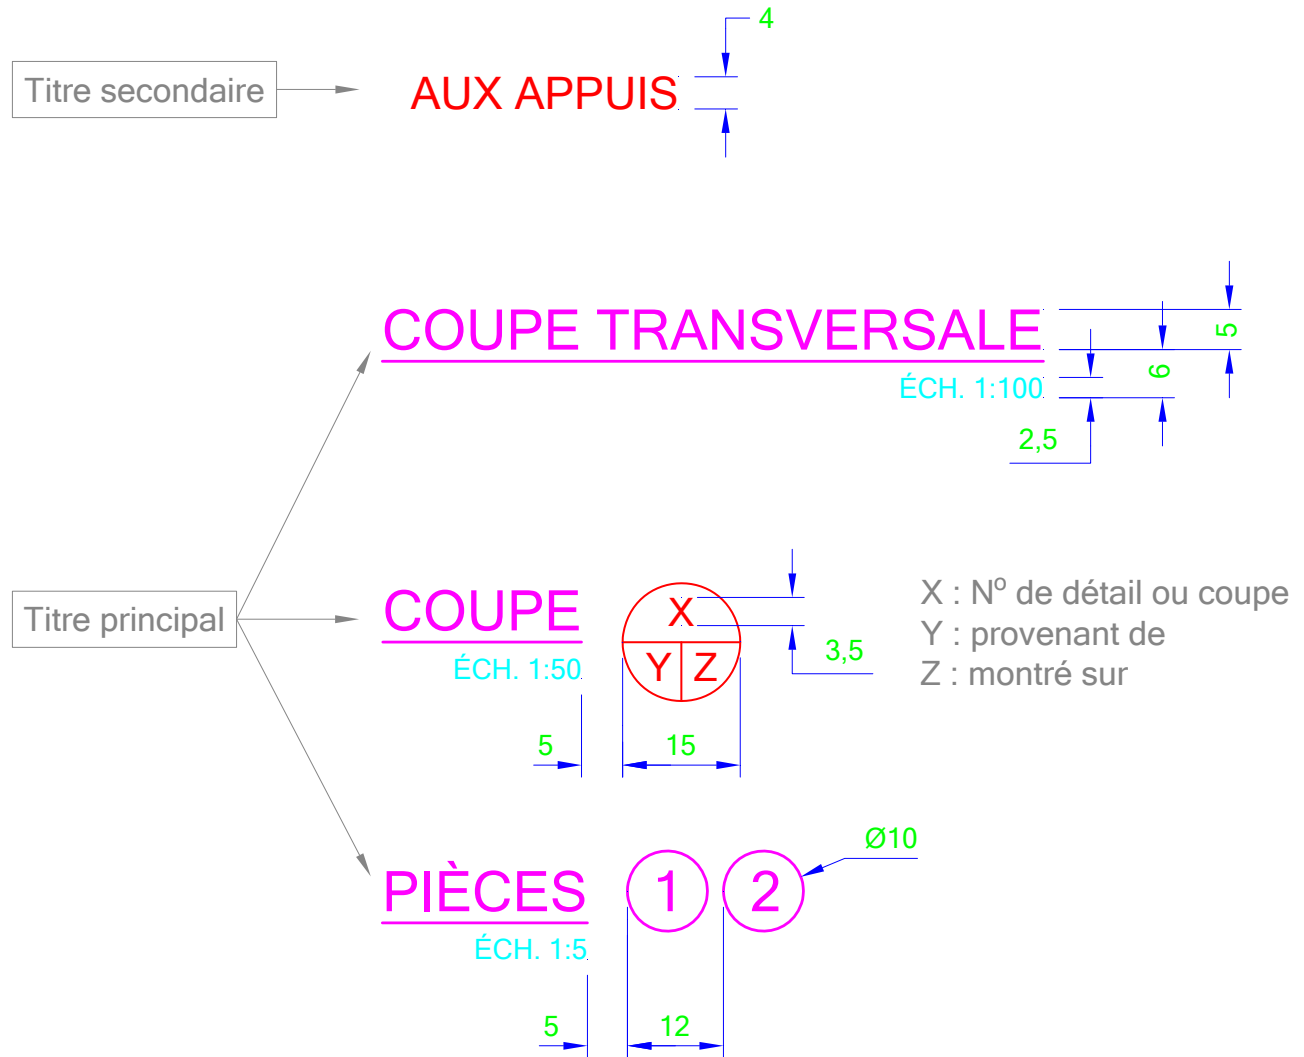 4
Titre secondaire
AUX APPUIS
COUPE TRANSVERSALE
5
6
ÉCH. 1:100
2,5
Titre principal
COUPE
X
3,5
Y Z
ÉCH. 1:50
X : Nº de détail ou coupe
Y : provenant de
Z : montré sur
5
15
Ø10
PIÈCES 1 2
ÉCH. 1:5
5
12